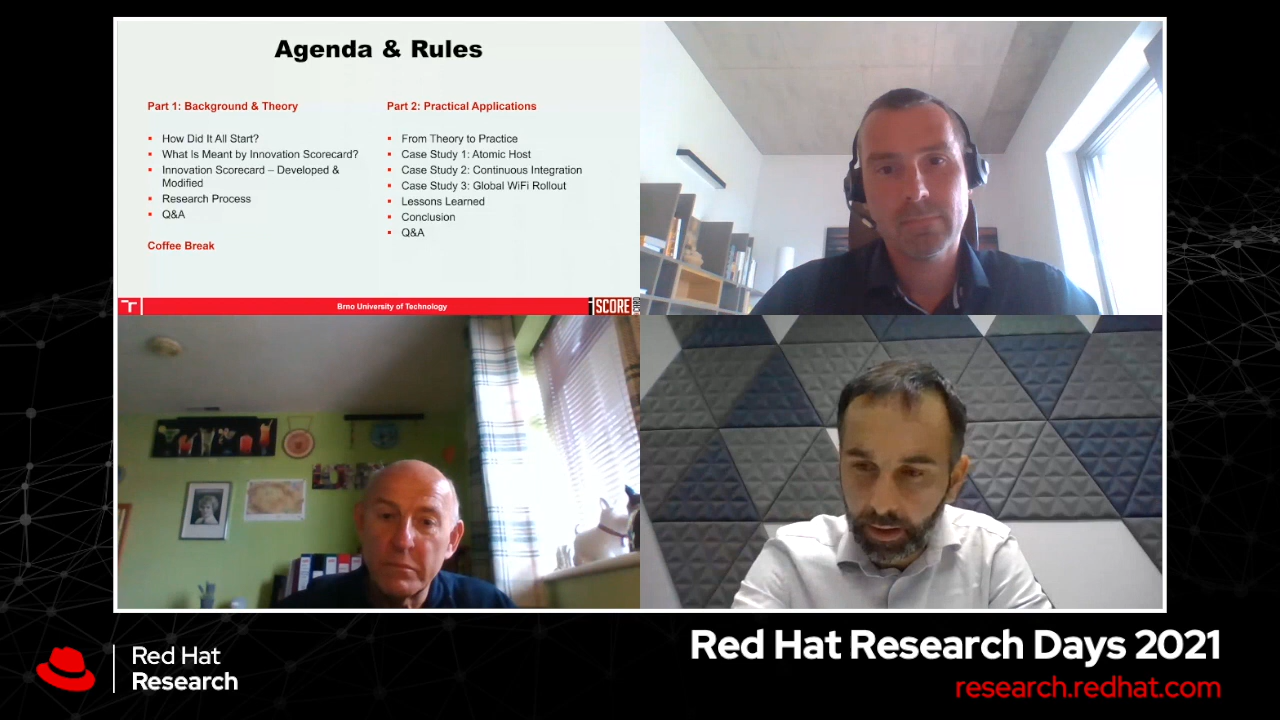 Agenda & Rules
Part 1: Background & Theory
How Did It All Start?
What Is Meant by Innovation Scorecard?
Innovation Scorecard – Developed &
Modified
Research Process
Q&A
Coffee Break
Part 2: Practical Applications
From Theory to Practice
Case Study 1: Atomic Host
Case Study 2: Continuous Integration
Case Study 3: Global WiFi Rollout
Lessons Learned
Conclusion
Q&A
Brno University of Technology
iSCORE
Red Hat
Research
Red Hat Research Days 2021
research.redhat.com